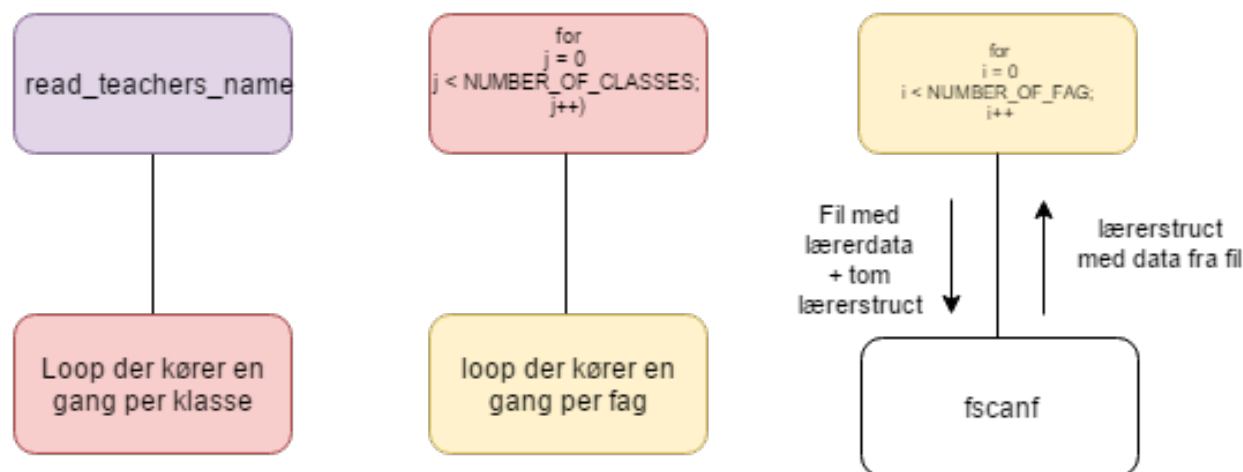 read_teachers_name
for
j = 0
j < NUMBER_OF_CLASSES;
j++)
for
i = 0
i < NUMBER_OF_FAG;
i++
Fil med
lærerdata
+ tom
lærerstruct
lærerstruct
med data fra fil
Loop der kører en
gang per klasse
loop der kører en
gang per fag
fscanf